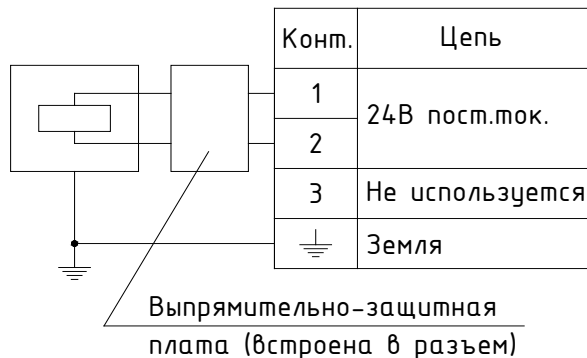 Конт. Цепь
1
24В пост.ток.
2
3 Не используется
Земля
Выпрямительно-защитная
плата (встроена в разъем)